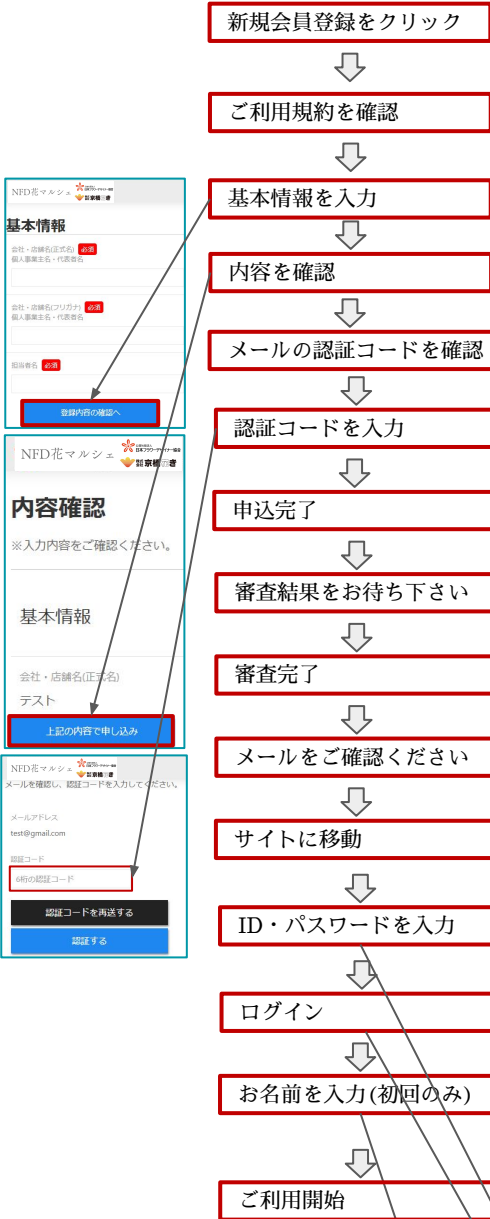 新規会員登録をクリック
ご利用規約を確認
基本情報を入力
内容を確認
メールの認証コードを確認
認証コードを入力
申込完了
審査結果をお待ち下さい
審査完了
メールをご確認ください
サイトに移動
ID・パスワードを入力
ログイン
お名前を入力(初回のみ)
ご利用開始
NFD花マルシェ
基本情報
会社・店舗名(正式名) 必須
個人事業主名・代表者名
会社・店舗名(フリガナ) 必須
個人事業主名・代表者名
担当者名 必須
登録内容の確認へ
NFD花マルシェ
日本フラワーデザイナー協会
内容確認
※入力内容をご確認ください。
基本情報
会社・店舗名(正式名)
テスト
上記の内容で申し込み
NFD花マルシェ
メールを確認し、認証コードを入力してください。
メールアドレス
test@gmail.com
認証コード
6桁の認証コード
認証コードを再送する
認証する